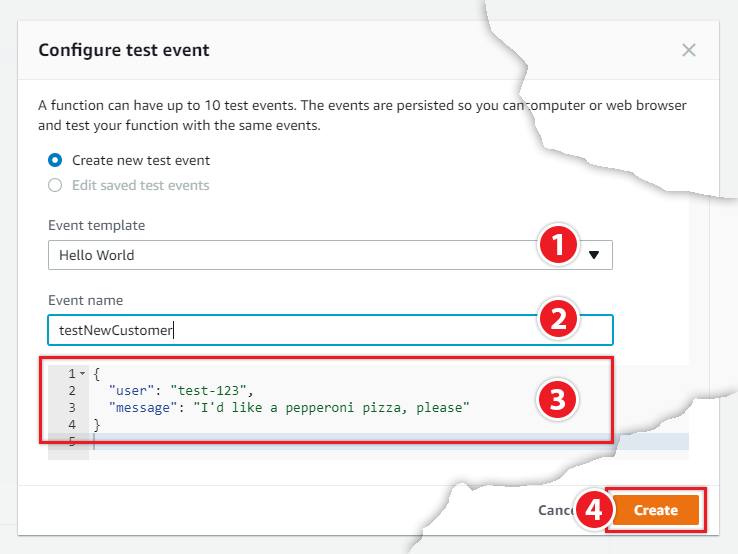 Configure test event
A function can have up to 10 test events. The events are persisted so you can computer or web browser
and test your function with the same events.
Create new test event
Edit saved test events
Event template
Hello World
1
Event name
testNewCustomer
2
1 {
2 "user": "test-123",
3 "message": "I'd like a pepperoni pizza, please"
4 }
5
3
4
Create